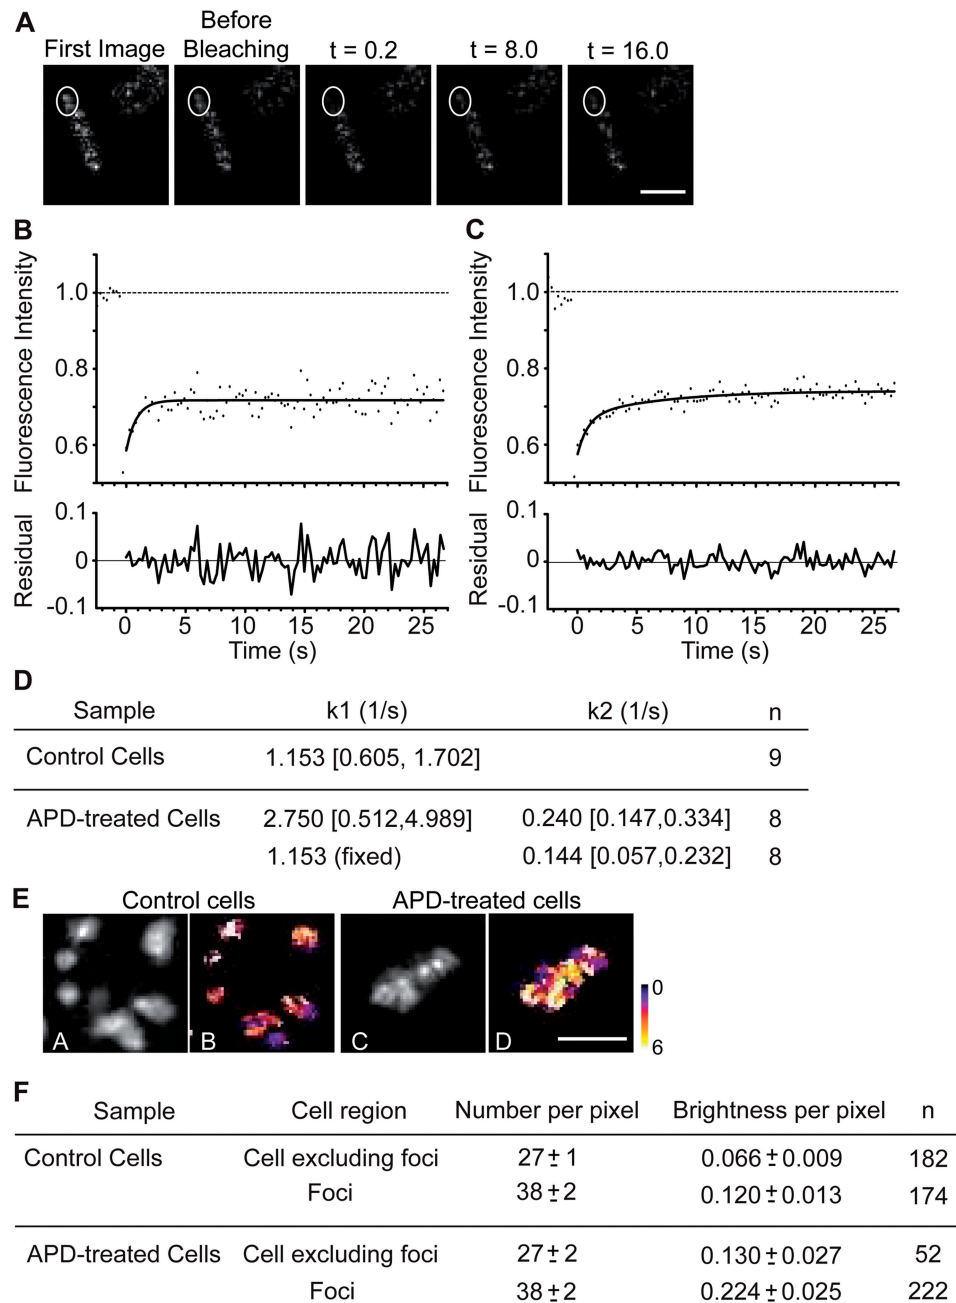 A
First Image
Before
Bleaching
t = 0.2
t = 8.0
t = 16.0
B
Fluorescence Intensity
1.0
0.8
0.6
Residual
0.1
0
-0.1
0 5 10 15 20 25
Time (s)
C
Fluorescence Intensity
1.0
0.8
0.6
Residual
0.1
0
-0.1
0 5 10 15 20 25
Time (s)
D
Sample k1 (1/s) k2 (1/s) n
Control Cells 1.153 [0.605, 1.702] 9
APD-treated Cells 2.750 [0.512,4.989] 0.240 [0.147,0.334] 8
1.153 (fixed) 0.144 [0.057,0.232] 8
E
Control cells APD-treated cells
A B C D
0
6
F
Sample Cell region Number per pixel Brightness per pixel n
Control Cells Cell excluding foci 27 ± 1 0.066 ± 0.009 182
Foci 38 ± 2 0.120 ± 0.013 174
APD-treated Cells Cell excluding foci 27 ± 2 0.130 ± 0.027 52
Foci 38 ± 2 0.224 ± 0.025 222